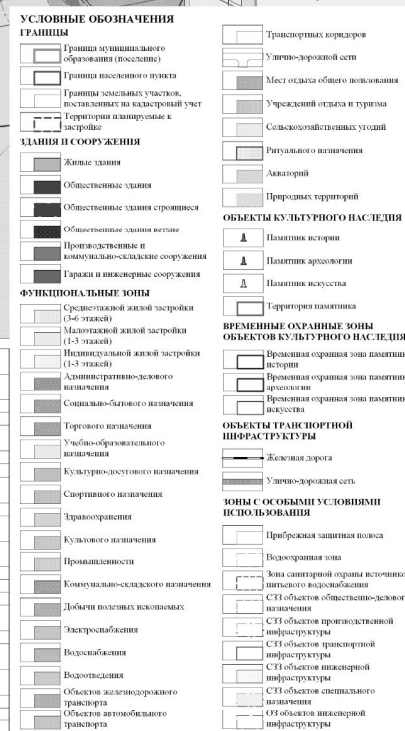 УСЛОВНЫЕ ОБОЗНАЧЕНИЯ
ГРАНИЦЫ
Граница муниципального
образования (поселение)
Граница населенного пункта
Границы земельных участков,
поставленных на кадастровый учет
Территории планируемые к
застройке
ЗДАНИЯ И СООРУЖЕНИЯ
Жилые здания
Общественные здания
Общественные здания строящиеся
Общественные здания ветхие
Производственные и
коммунально-складские сооружения
Гаражи и инженерные сооружения
ФУНКЦИОНАЛЬНЫЕ ЗОНЫ
Среднеэтажной жилой застройки
(3-6 этажей)
Малоэтажной жилой застройки
(1-3 этажей)
Индивидуальной жилой застройки
(1-3 этажей)
Административно-делового
назначения
Социально-бытового назначения
Торгового назначения
Учебно-образовательного
назначения
Культурно-досугового назначения
Спортивного назначения
Здравоохранения
Культового назначения
Промышленности
Коммунально-складского назначения
Добычи полезных ископаемых
Электроснабжения
Водоснабжения
Водоотведения
Объектов железнодорожного
транспорта
Объектов автомобильного
транспорта
Транспортных коридоров
Улично-дорожной сети
Мест отдыха общего пользования
Учреждений отдыха и туризма
Сельскохозяйственных угодий
Ритуального назначения
Акваторий
Природных территорий
ОБЪЕКТЫ КУЛЬТУРНОГО НАСЛЕДИЯ
Памятник истории
Памятник археологии
Памятник искусства
Территория памятника
ВРЕМЕННЫЕ ОХРАННЫЕ ЗОНЫ
ОБЪЕКТОВ КУЛЬТУРНОГО НАСЛЕДИЯ
Временная охранная зона памятник
истории
Временная охранная зона памятник
археологии
Временная охранная зона памятник
искусства
ОБЪЕКТЫ ТРАНСПОРТНОЙ
ИНФРАСТРУКТУРЫ
Железная дорога
Улично-дорожная сеть
ЗОНЫ С ОСОБЫМИ УСЛОВИЯМИ
ИСПОЛЬЗОВАНИЯ
Прибрежная защитная полоса
Водоохранная зона
Зона санитарной охраны источнико
питьевого водоснабжения
СЗЗ объектов общественно-деловог
назначения
СЗЗ объектов производственной
инфраструктуры
СЗЗ объектов транспортной
инфраструктуры
СЗЗ объектов инженерной
инфраструктуры
СЗЗ объектов специального
назначения
ОЗ объектов инженерной
инфраструктуры